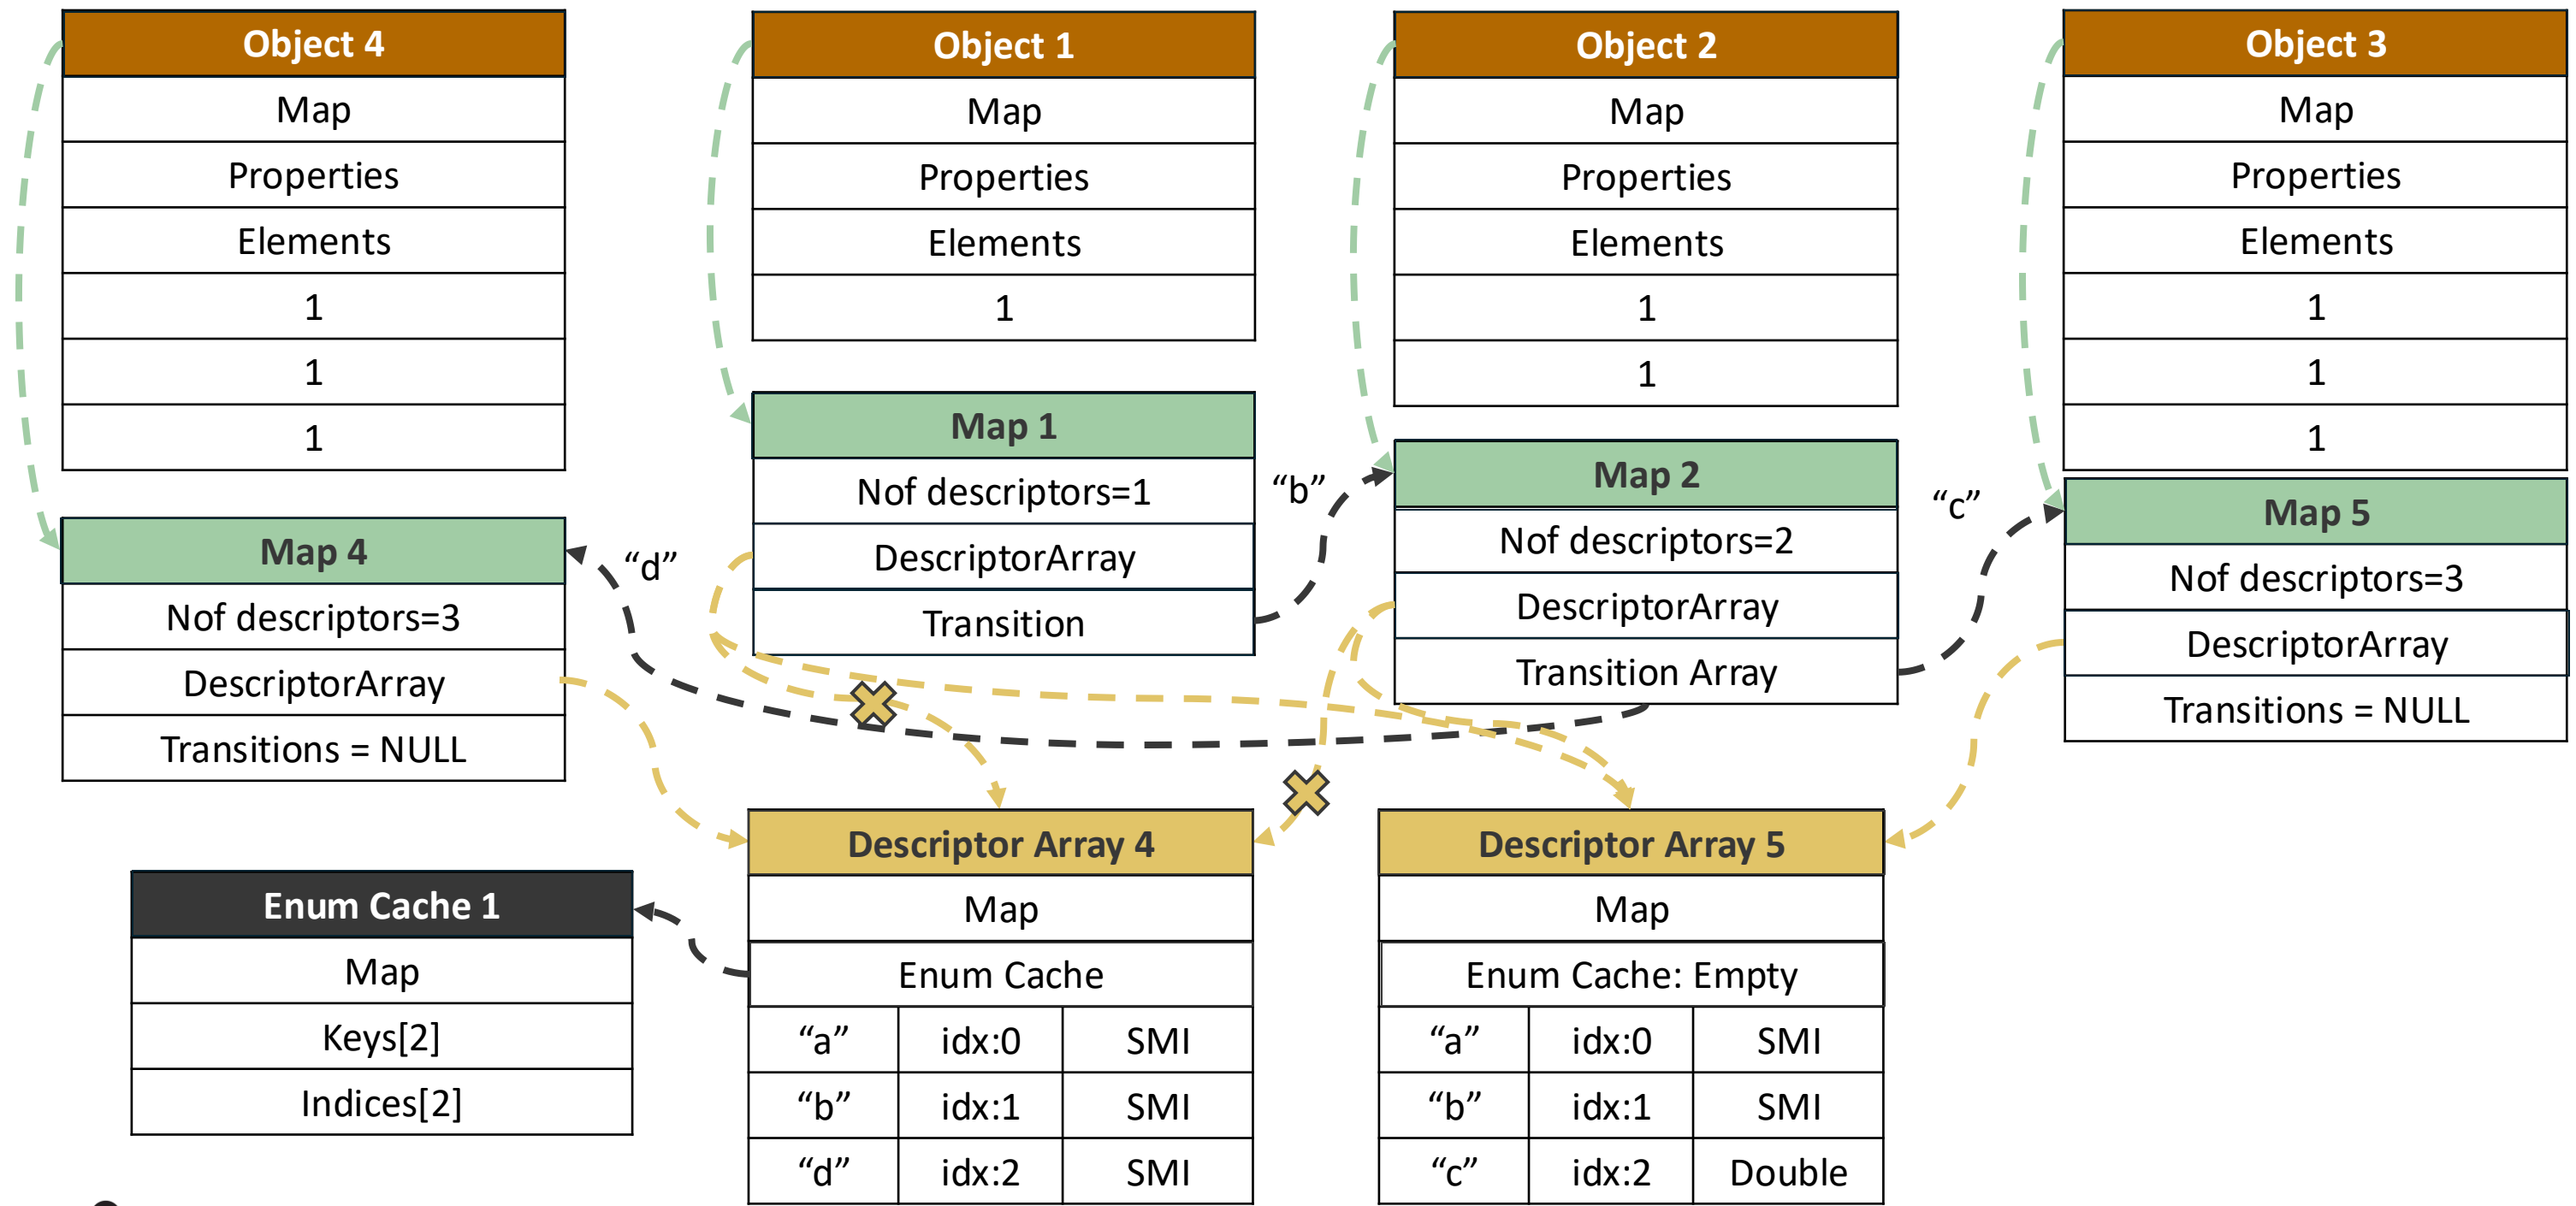 Object 4
Map
Properties
Elements
1
1
1
Object 1
Map
Properties
Elements
1
Object 2
Map
Properties
Elements
1
1
Object 3
Map
Properties
Elements
1
1
1
Map 4
Nof descriptors=3
DescriptorArray
Transitions = NULL
“d”
Map 1
Nof descriptors=1
DescriptorArray
Transition
“b”
Map 2
Nof descriptors=2
DescriptorArray
Transition Array
“c”
Map 5
Nof descriptors=3
DescriptorArray
Transitions = NULL
Enum Cache 1
Map
Keys[2]
Indices[2]
Descriptor Array 4
Map
Enum Cache
“a” idx:0 SMI
“b” idx:1 SMI
“d” idx:2 SMI
Descriptor Array 5
Map
Enum Cache: Empty
“a” idx:0 SMI
“b” idx:1 SMI
“c” idx:2 Double